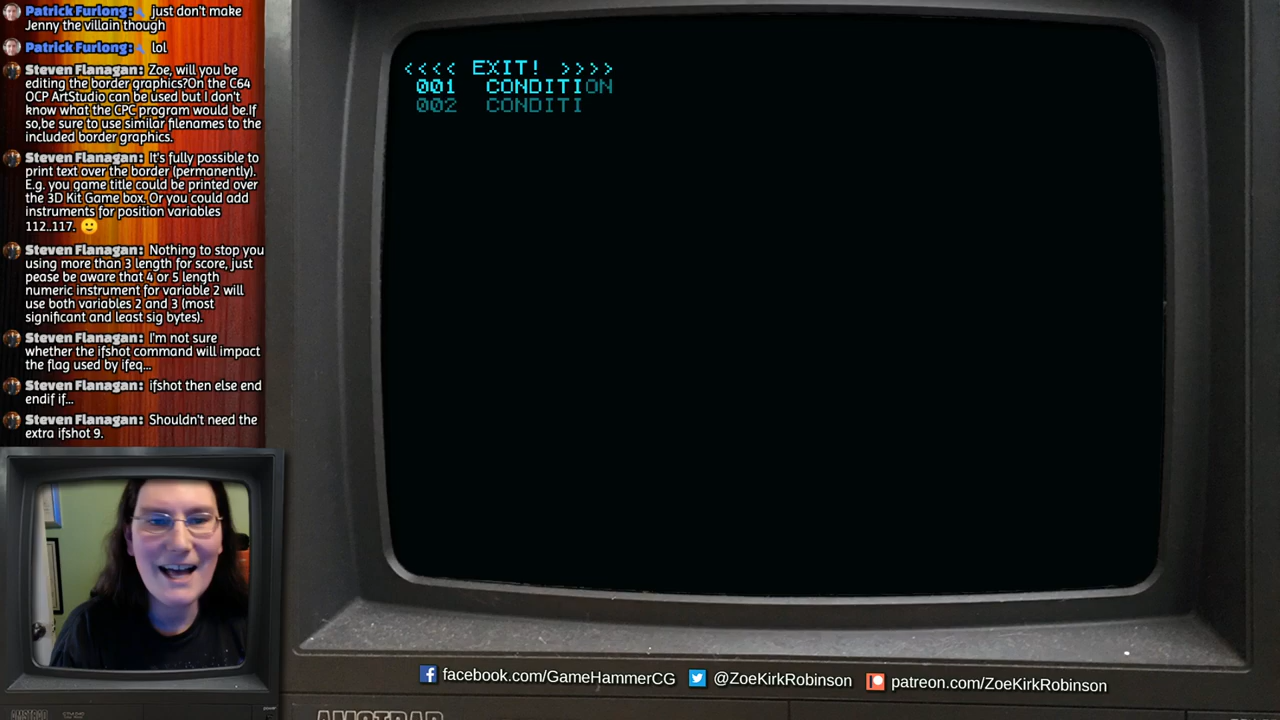 Patrick Furlong: just don't make
Jenny the villain though
Patrick Furlong: lol
Steven Flanagan: Zoe, will you be
editing the border graphics?On the C64
OCP ArtStudio can be used but I don't
know what the CPC program would be.If
so,be sure to use similar filenames to the
included border graphics.
Steven Flanagan: It's fully possible to
print text over the border (permanently).
E.g. you game title could be printed over
the 3D Kit Game box. Or you could add
instruments for position variables
112..117.
Steven Flanagan: Nothing to stop you
using more than 3 length for score, just
pease be aware that 4 or 5 length
numeric instrument for variable 2 will
use both variables 2 and 3 (most
significant and least sig bytes).
Steven Flanagan: I'm not sure
whether the ifshot command will impact
the flag used by ifeq...
Steven Flanagan: ifshot then else end
endif if...
Steven Flanagan: Shouldn't need the
extra ifshot 9.
<<<< EXIT! >>>>
001 CONDITION
002 CONDITI
facebook.com/GameHammerCG
@ZoeKirkRobinson
patreon.com/ZoeKirkRobinson
AMSTRAD